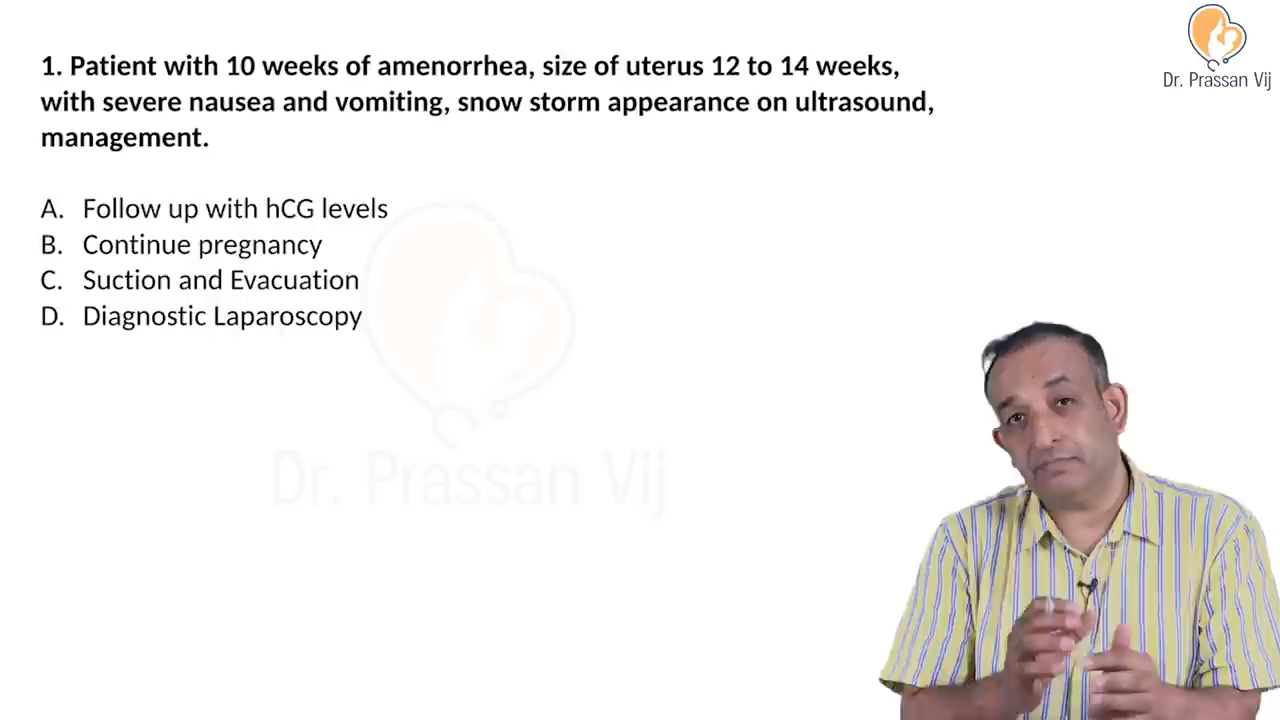 Dr. Prassan Vij
1. Patient with 10 weeks of amenorrhea, size of uterus 12 to 14 weeks,
with severe nausea and vomiting, snow storm appearance on ultrasound,
management.
A. Follow up with hCG levels
B. Continue pregnancy
C. Suction and Evacuation
D. Diagnostic Laparoscopy
Dr. Prassan Vij